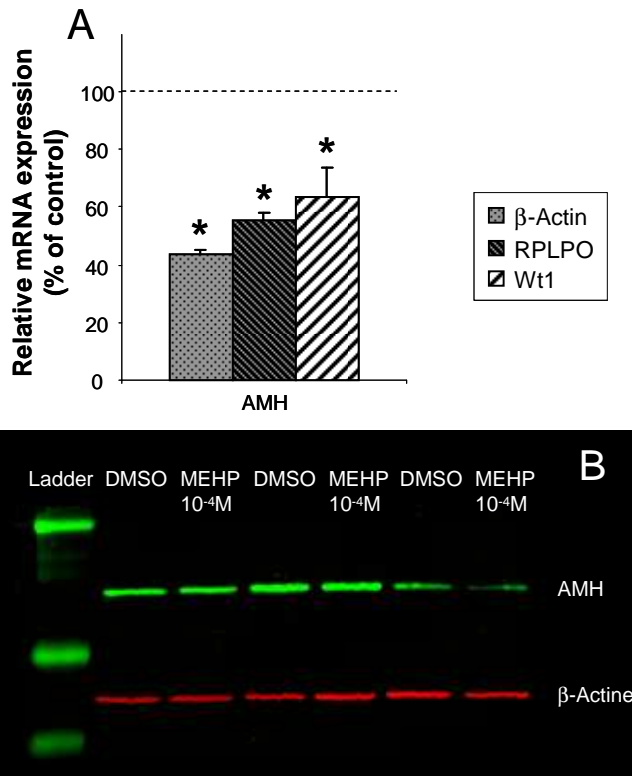 A
Relative mRNA expression
(% of control)
100
80
60
40
20
0
*
*
*
AMH
β-Actin
RPLPO
Wt1
B
Ladder DMSO MEHP DMSO MEHP DMSO MEHP
10-4M 10-4M 10-4M
AMH
β-Actine